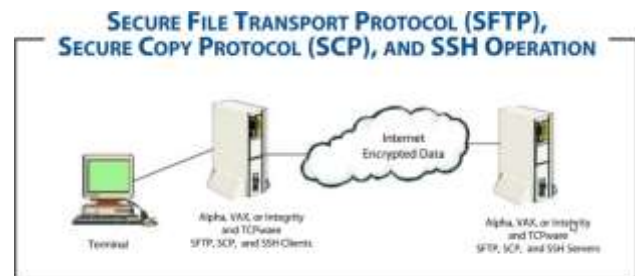 SECURE FILE TRANSPORT PROTOCOL (SFTP),
SECURE COPY PROTOCOL (SCP), AND SSH OPERATION
Internet
Encrypted Data
Terminal
Alpha, VAX, or Integrity
and TCPware
SFTP, SCP, and SSH Clients
Alpha, VAX, or Integrity
and TCPware
SFTP, SCP, and SSH Servers